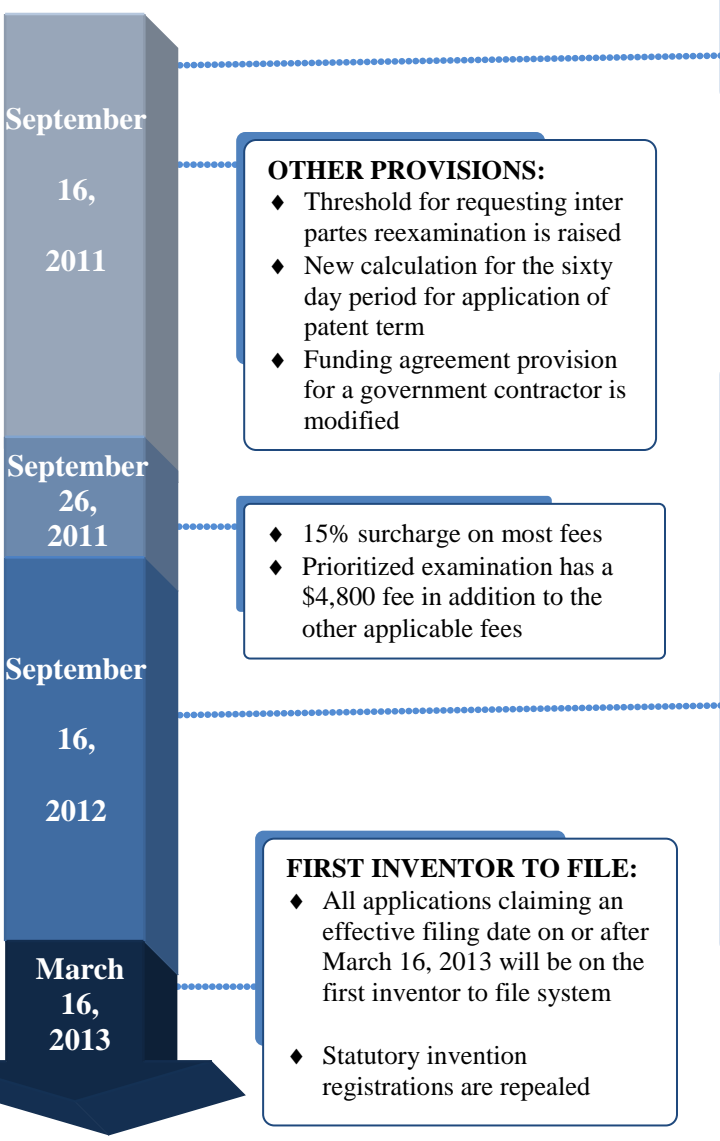 September
16,
2011
OTHER PROVISIONS:
♦ Threshold for requesting inter
partes reexamination is raised
♦ New calculation for the sixty
day period for application of
patent term
♦ Funding agreement provision
for a government contractor is
modified
September
26,
2011
♦ 15% surcharge on most fees
♦ Prioritized examination has a
$4,800 fee in addition to the
other applicable fees
September
16,
2012
FIRST INVENTOR TO FILE:
♦ All applications claiming an
effective filing date on or after
March 16, 2013 will be on the
first inventor to file system
♦ Statutory invention
registrations are repealed
March
16,
2013